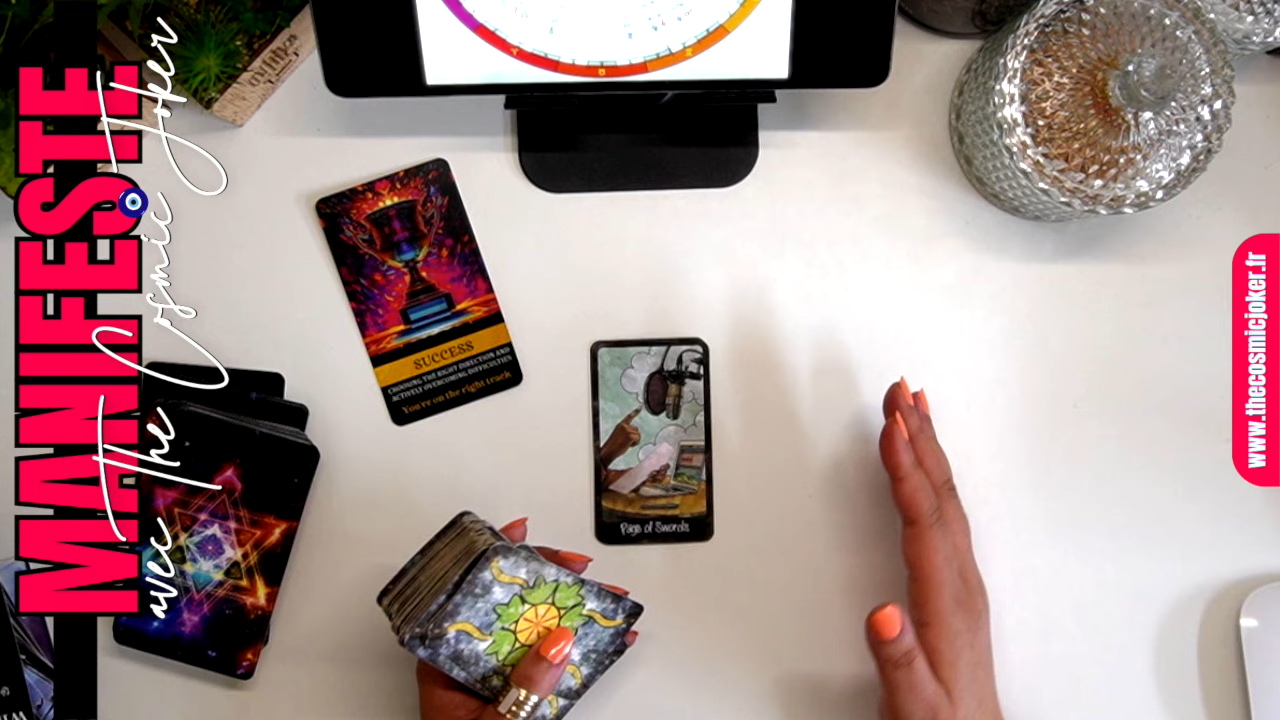 MANIFESTE
avec The Cosmic Joker
SUCCESS
CHOOSING THE RIGHT DIRECTION AND
ACTIVELY OVERCOMING DIFFICULTIES
You're on the right track
Page of Swords
www.thecosmicjoker.fr